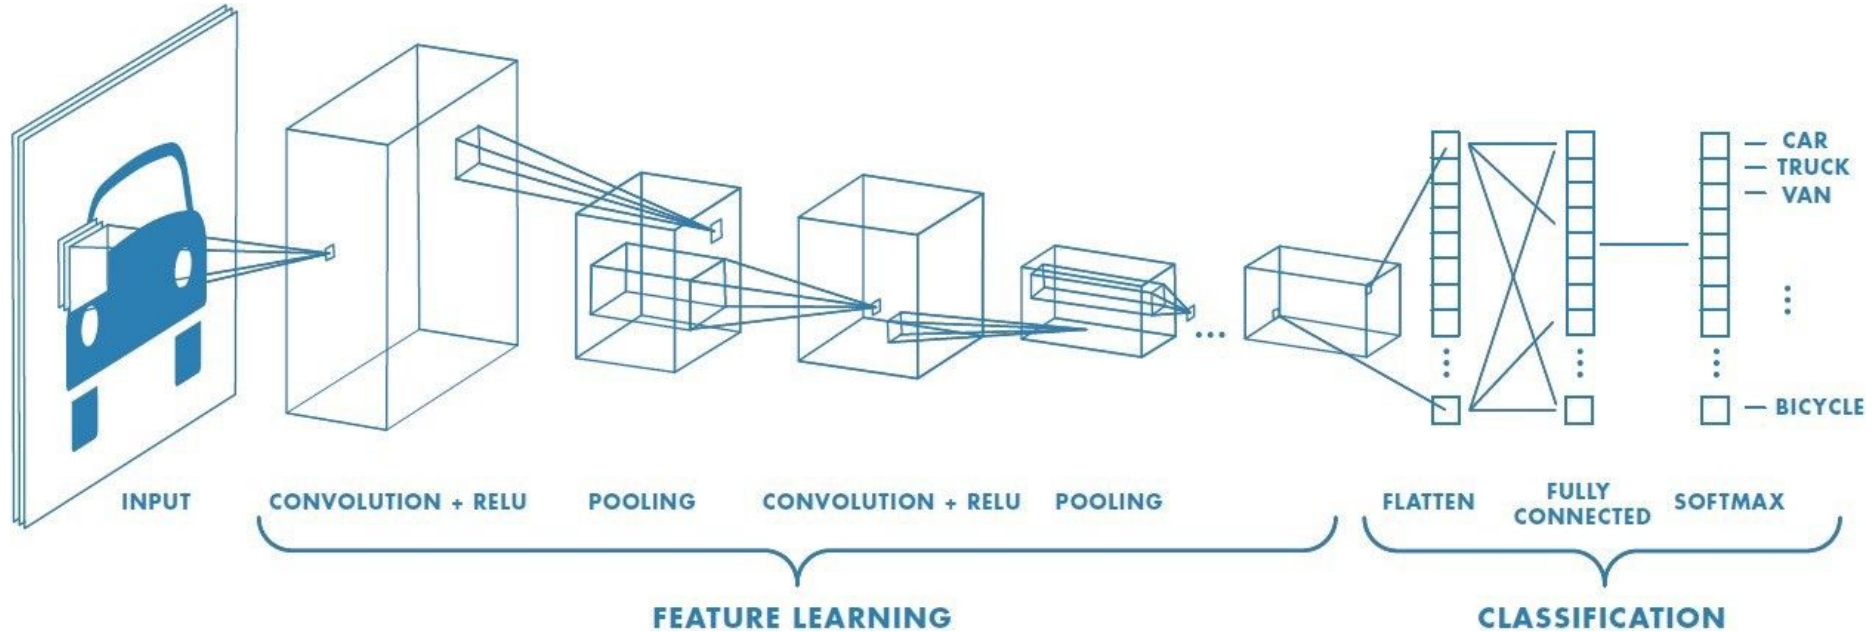 CAR
TRUCK
VAN
BICYCLE
INPUT
CONVOLUTION + RELU
POOLING
CONVOLUTION + RELU
POOLING
FLATTEN
FULLY
CONNECTED
SOFTMAX
FEATURE LEARNING
CLASSIFICATION